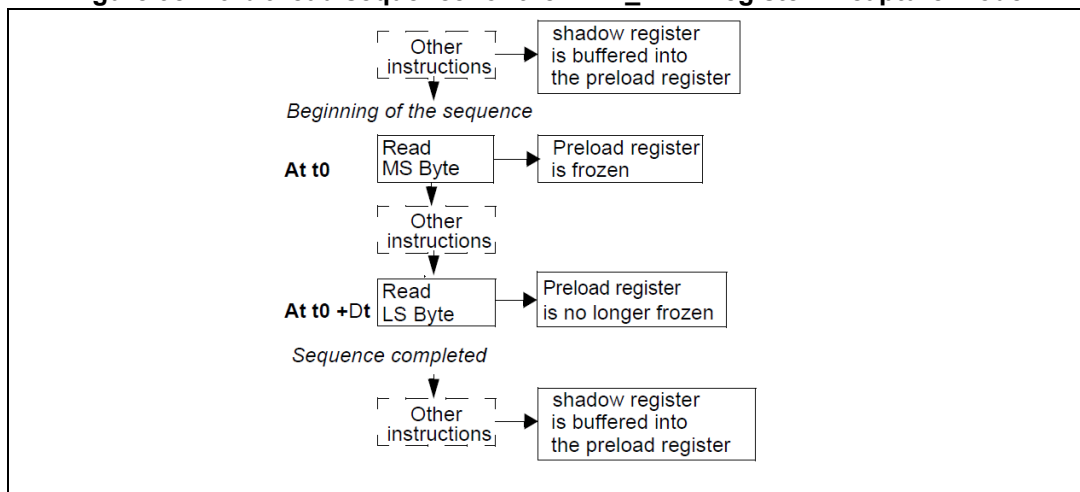 Other
instructions
shadow register
is buffered into
the preload register
Beginning of the sequence
At t0
Read
MS Byte
Preload register
is frozen
Other
instructions
At t0 +Dt
Read
LS Byte
Preload register
is no longer frozen
Sequence completed
Other
instructions
shadow register
is buffered into
the preload register